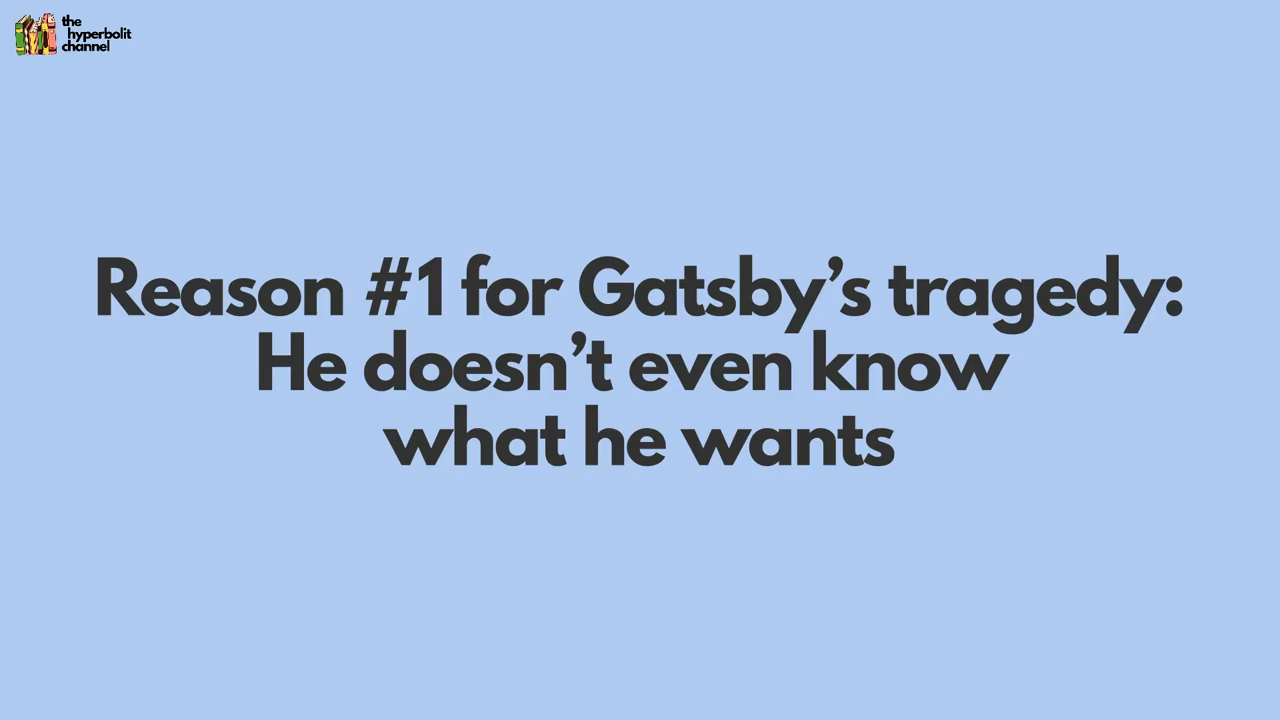 the
hyperbolit
channel
Reason #1 for Gatsby’s tragedy:
He doesn’t even know
what he wants